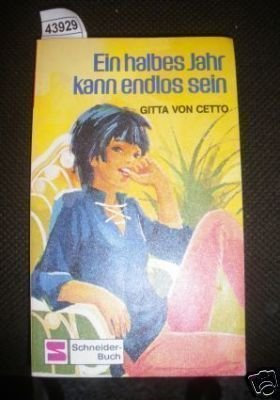 43929
Ein halbes Jahr
kann endlos sein
GITTA VON CETTO
Schneider-
Buch